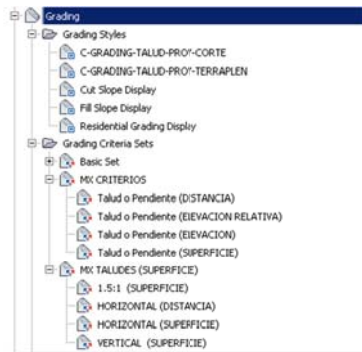 Grading
Grading Styles
C-GRADING-TALUD-PRO"-CORTE
C-GRADING-TALUD-PRO"-TERRAPLEN
Cut Slope Display
Fill Slope Display
Residential Grading Display
Grading Criteria Sets
Basic Set
MX CRITERIOS
Talud o Pendiente (DISTANCIA)
Talud o Pendiente (ElEVACION RELATIVA)
Talud o Pendiente (ElEVACION)
Talud o Pendiente (SUPERFICIE)
MX TALUDES (SUPERFICIE)
1.5:1 (SUPERFICIE)
HORIZONTAL (DISTANCIA)
HORIZONTAL (SUPERFICIE)
VERTICAL (SUPERFICIE)